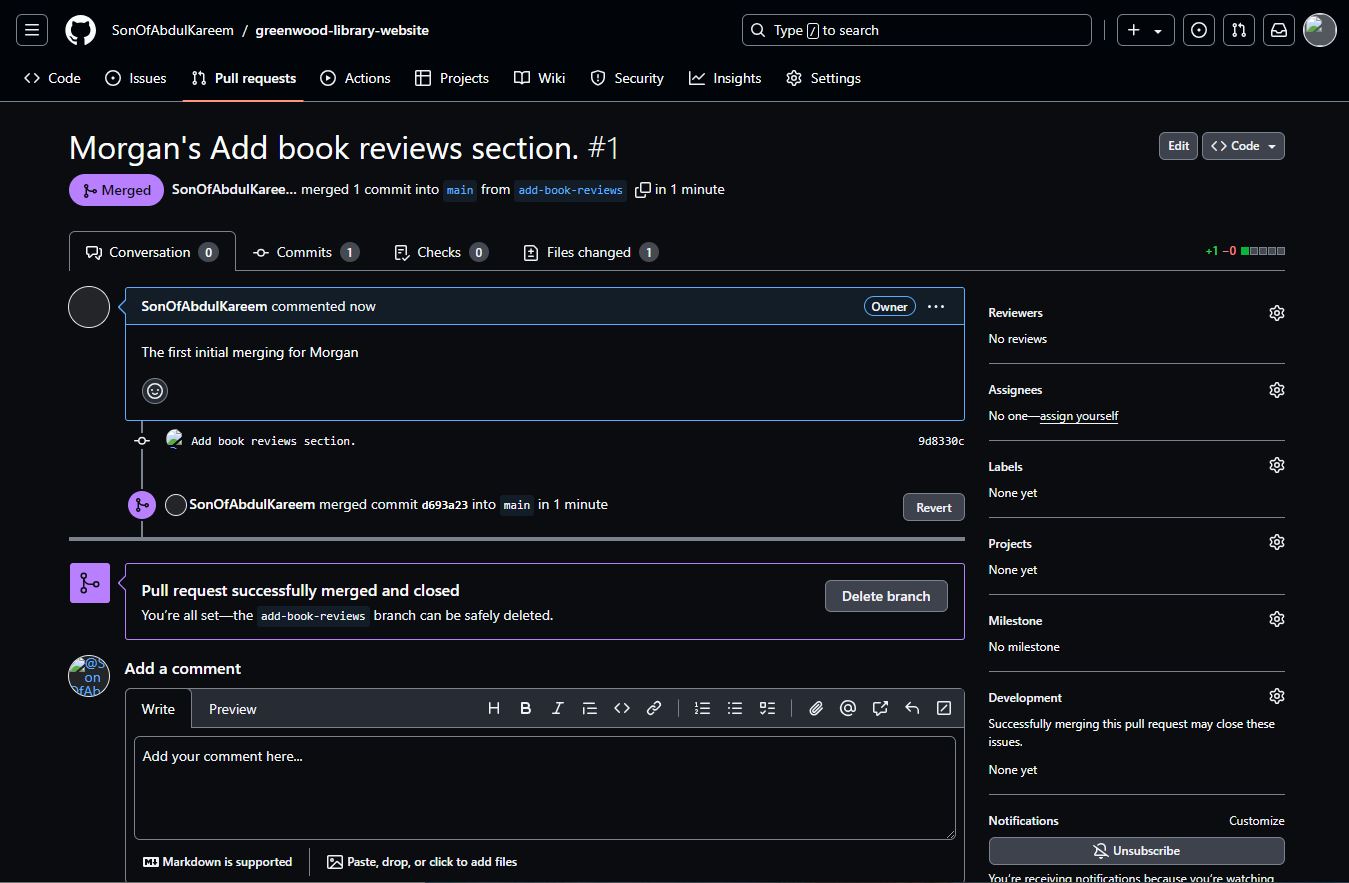 SonOfAbdulKareem / greenwood-library-website
Type / to search
Code Issues Pull requests Actions Projects Wiki Security Insights Settings
Morgan's Add book reviews section. #1
Edit Code
Merged SonOfAbdulKaree... merged 1 commit into main from add-book-reviews in 1 minute
Conversation 0 Commits 1 Checks 0 Files changed 1
+1 −0
SonOfAbdulKareem commented now
Owner
The first initial merging for Morgan
Add book reviews section.
9d8330c
SonOfAbdulKareem merged commit d693a23 into main in 1 minute
Revert
Pull request successfully merged and closed
You're all set—the add-book-reviews branch can be safely deleted.
Delete branch
@S
on
OfAb
Add a comment
Write Preview
Add your comment here...
Markdown is supported
Paste, drop, or click to add files
Reviewers
No reviews
Assignees
No one—assign yourself
Labels
None yet
Projects
None yet
Milestone
No milestone
Development
Successfully merging this pull request may close these
issues.
None yet
Notifications
Customize
Unsubscribe
You're receiving notifications because you're watching